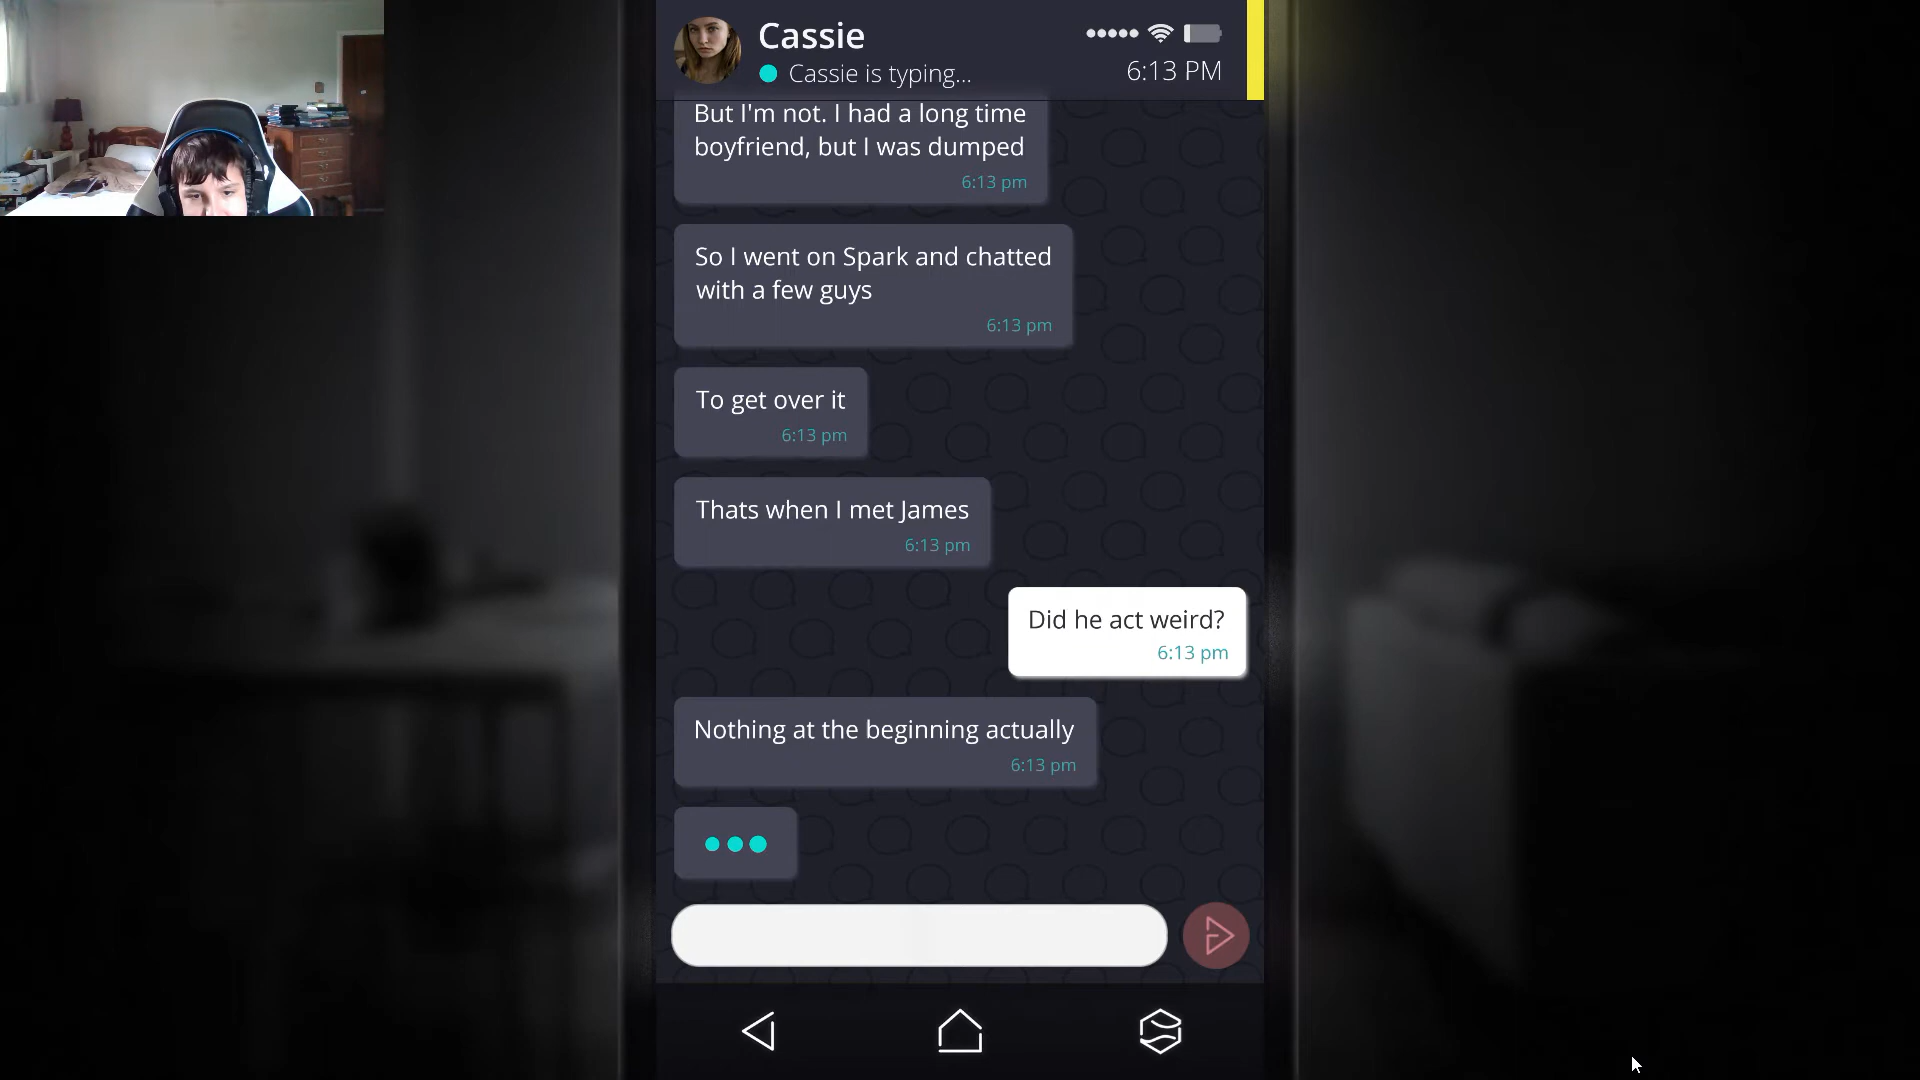 Cassie
Cassie is typing...
6:13 PM
But I'm not. I had a long time
boyfriend, but I was dumped
6:13 pm
So I went on Spark and chatted
with a few guys
6:13 pm
To get over it
6:13 pm
Thats when I met James
6:13 pm
Did he act weird?
6:13 pm
Nothing at the beginning actually
6:13 pm